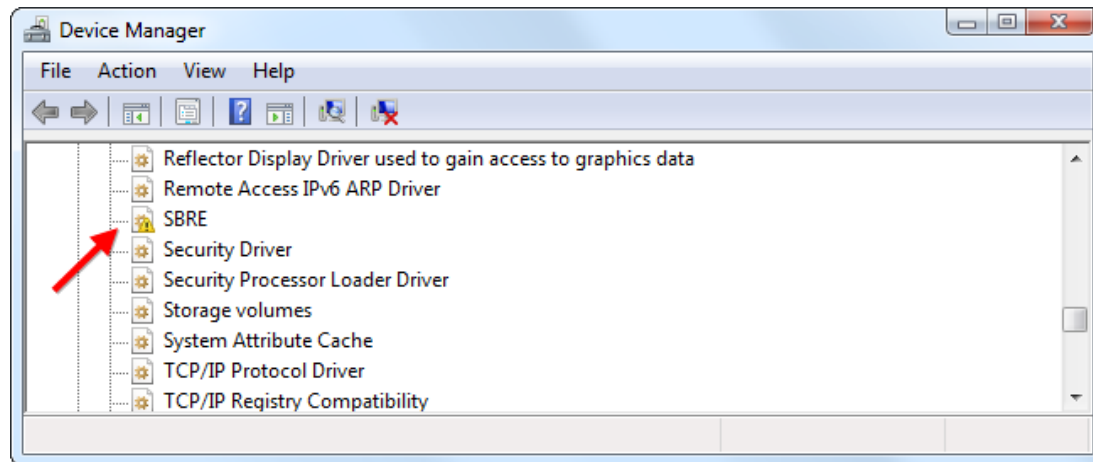 Device Manager
File Action View Help
Reflector Display Driver used to gain access to graphics data
Remote Access IPv6 ARP Driver
SBRE
Security Driver
Security Processor Loader Driver
Storage volumes
System Attribute Cache
TCP/IP Protocol Driver
TCP/IP Registry Compatibility